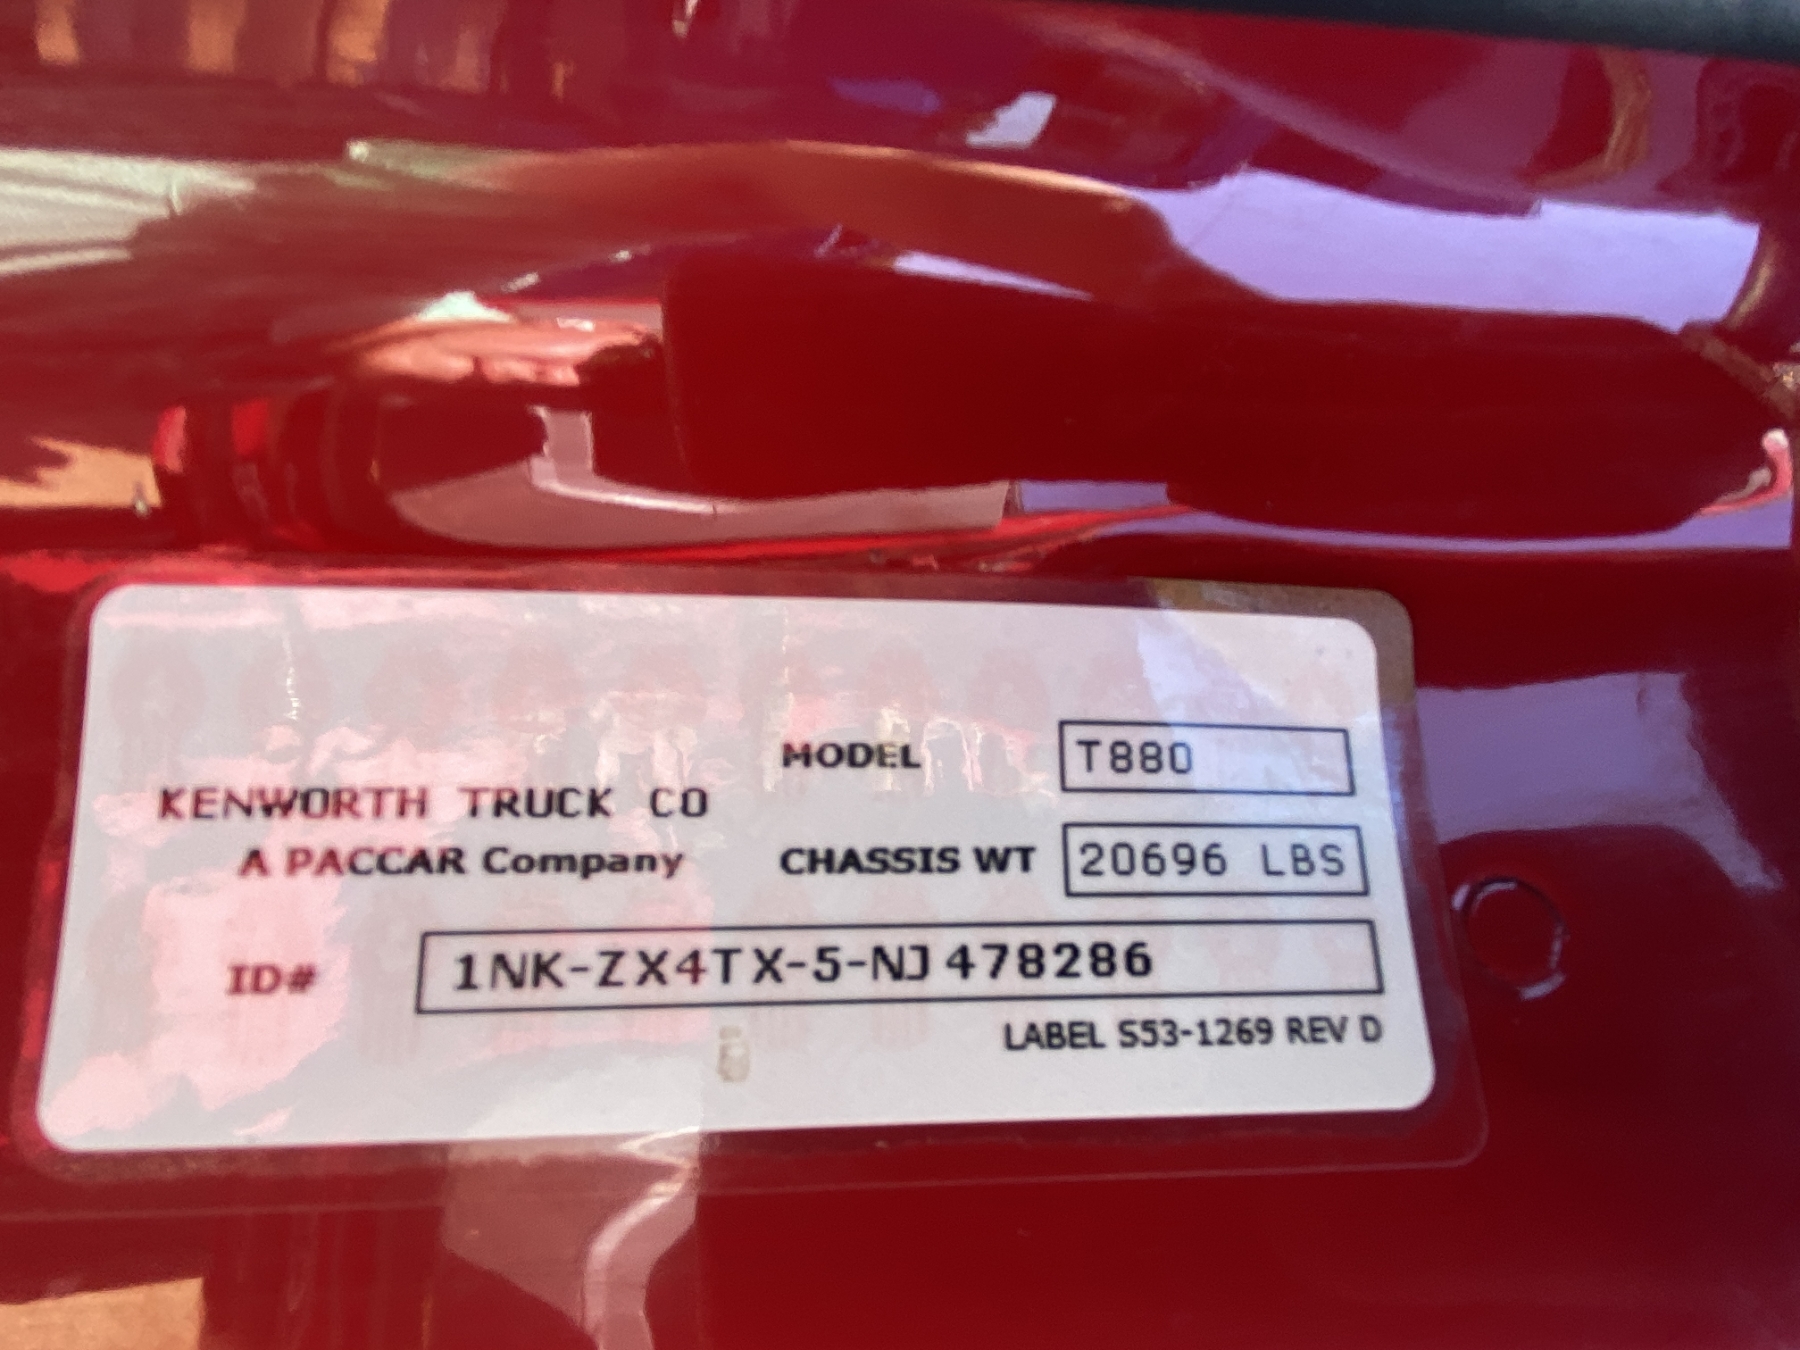 MODEL T880
KENWORTH TRUCK CO
A PACCAR Company
CHASSIS WT 20696 LBS
ID# 1NK-ZX4TX-5-NJ478286
LABEL S53-1269 REV D